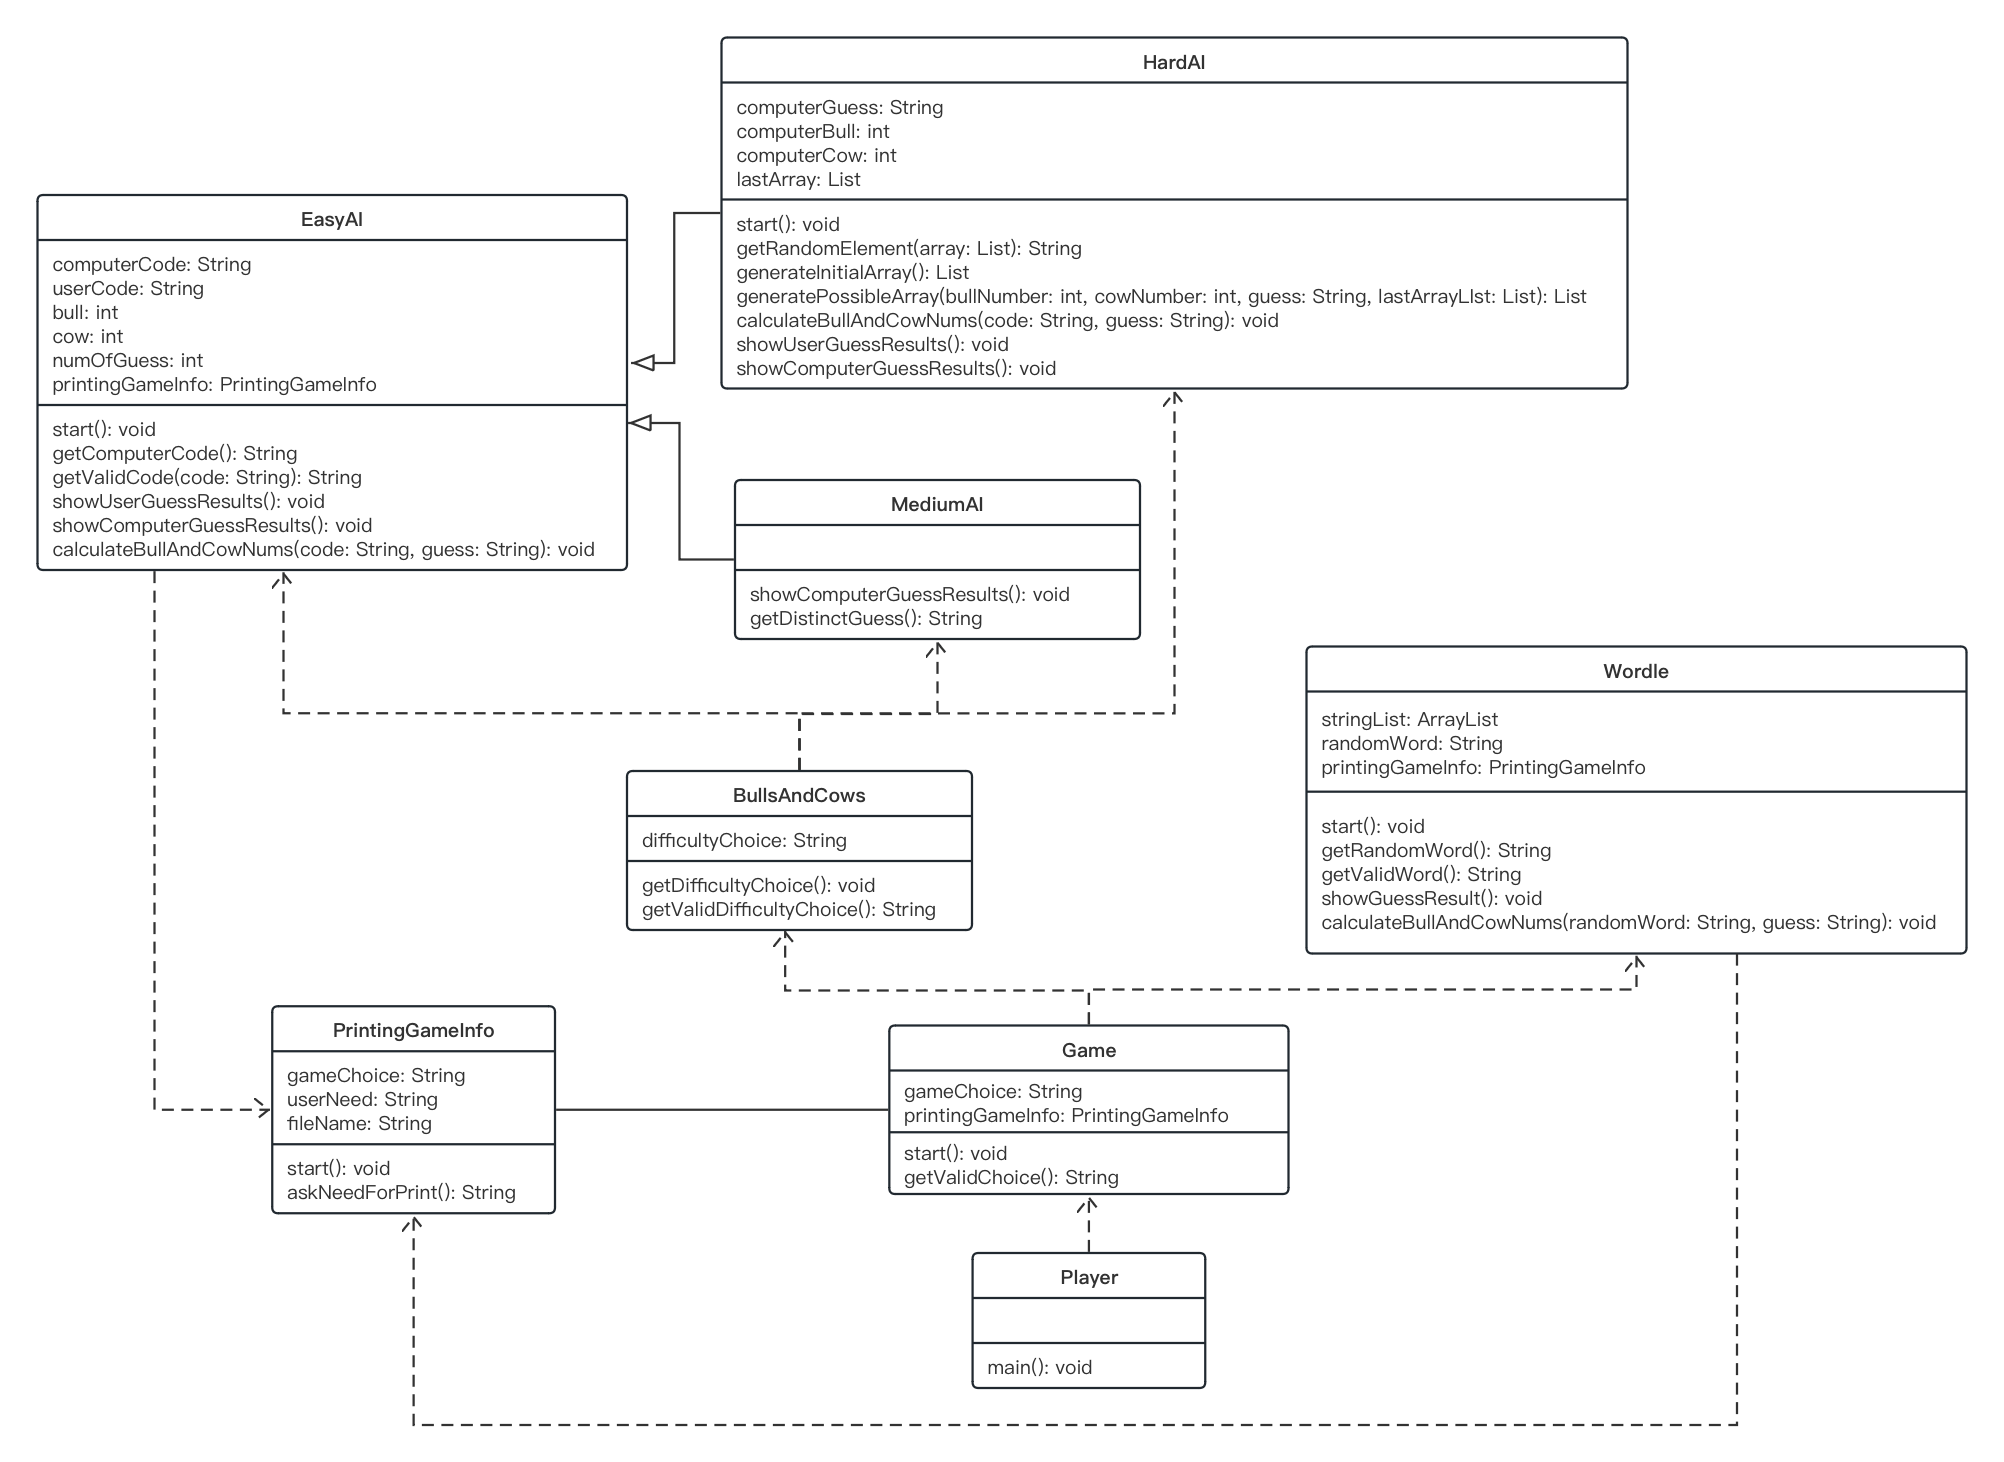 HardAI
computerGuess: String
computerBull: int
computerCow: int
lastArray: List
start(): void
getRandomElement(array: List): String
generateInitialArray(): List
generatePossibleArray(bullNumber: int, cowNumber: int, guess: String, lastArrayLIst: List): List
calculateBullAndCowNums(code: String, guess: String): void
showUserGuessResults(): void
showComputerGuessResults(): void
EasyAI
computerCode: String
userCode: String
bull: int
cow: int
numOfGuess: int
printingGameInfo: PrintingGameInfo
start(): void
getComputerCode(): String
getValidCode(code: String): String
showUserGuessResults(): void
showComputerGuessResults(): void
calculateBullAndCowNums(code: String, guess: String): void
MediumAI
showComputerGuessResults(): void
getDistinctGuess(): String
Wordle
stringList: ArrayList
randomWord: String
printingGameInfo: PrintingGameInfo
start(): void
getRandomWord(): String
getValidWord(): String
showGuessResult(): void
calculateBullAndCowNums(randomWord: String, guess: String): void
BullsAndCows
difficultyChoice: String
getDifficultyChoice(): void
getValidDifficultyChoice(): String
PrintingGameInfo
gameChoice: String
userNeed: String
fileName: String
start(): void
askNeedForPrint(): String
Game
gameChoice: String
printingGameInfo: PrintingGameInfo
start(): void
getValidChoice(): String
Player
main(): void